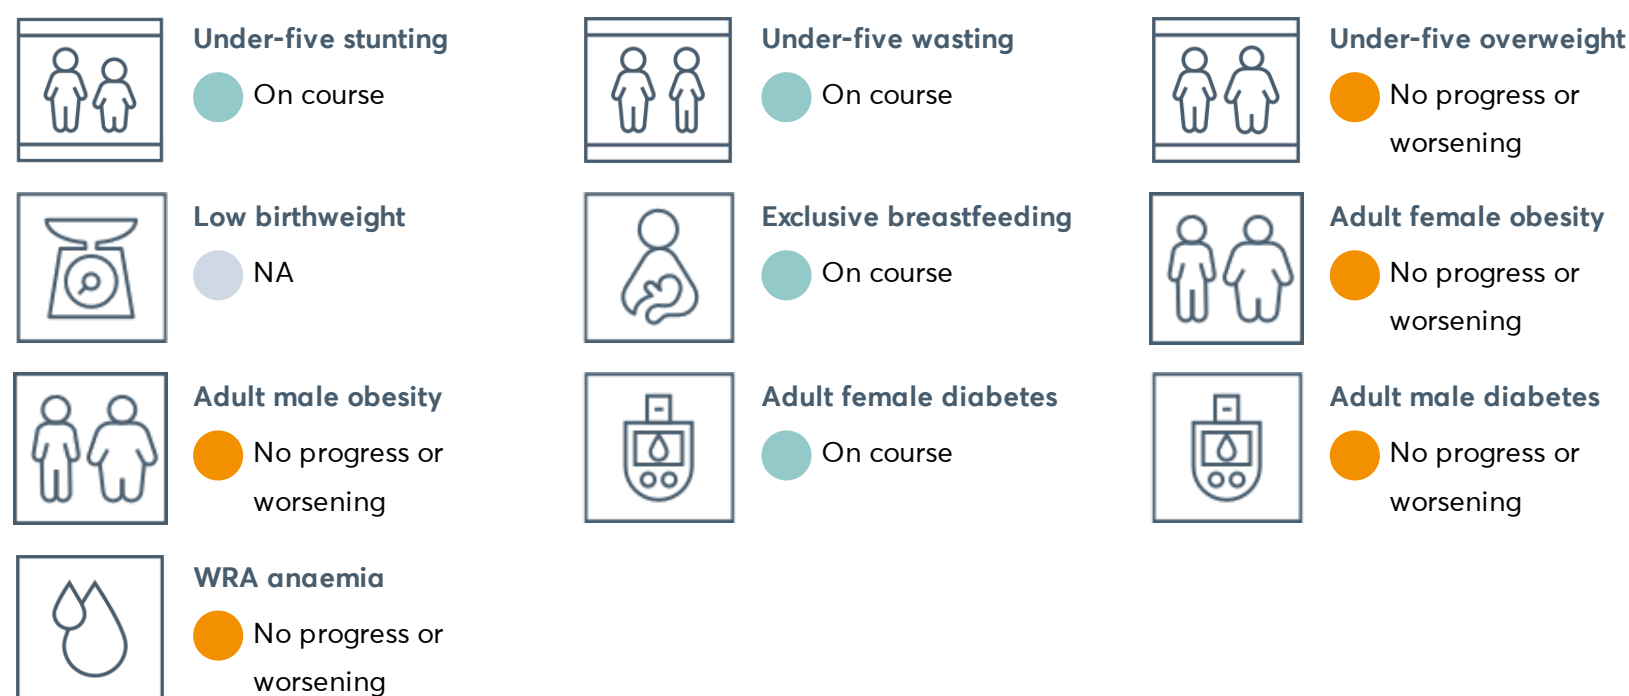 Under-five stunting
On course
Under-five wasting
On course
Under-five overweight
No progress or
worsening
Low birthweight
NA
Exclusive breastfeeding
On course
Adult female obesity
No progress or
worsening
Adult male obesity
No progress or
worsening
Adult female diabetes
On course
Adult male diabetes
No progress or
worsening
WRA anaemia
No progress or
worsening